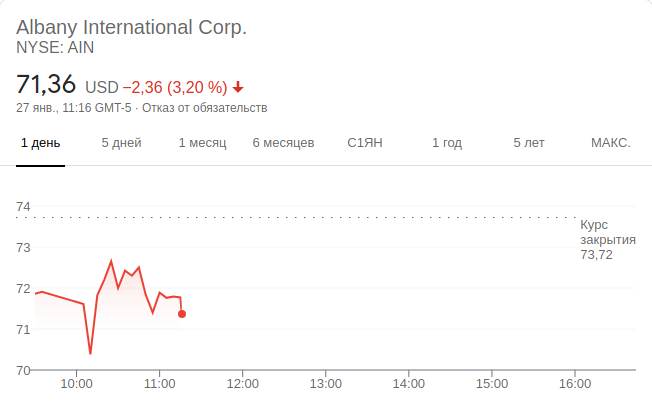 Albany International Corp.
NYSE: AIN
71,36 USD −2,36 (3,20 %)
27 янв., 11:16 GMT-5 · Отказ от обязательств
1 день 5 дней 1 месяц 6 месяцев С1ЯН 1 год 5 лет МАКС.
74
Курс
закрытия
73,72
73
72
71
70
10:00 11:00 12:00 13:00 14:00 15:00 16:00